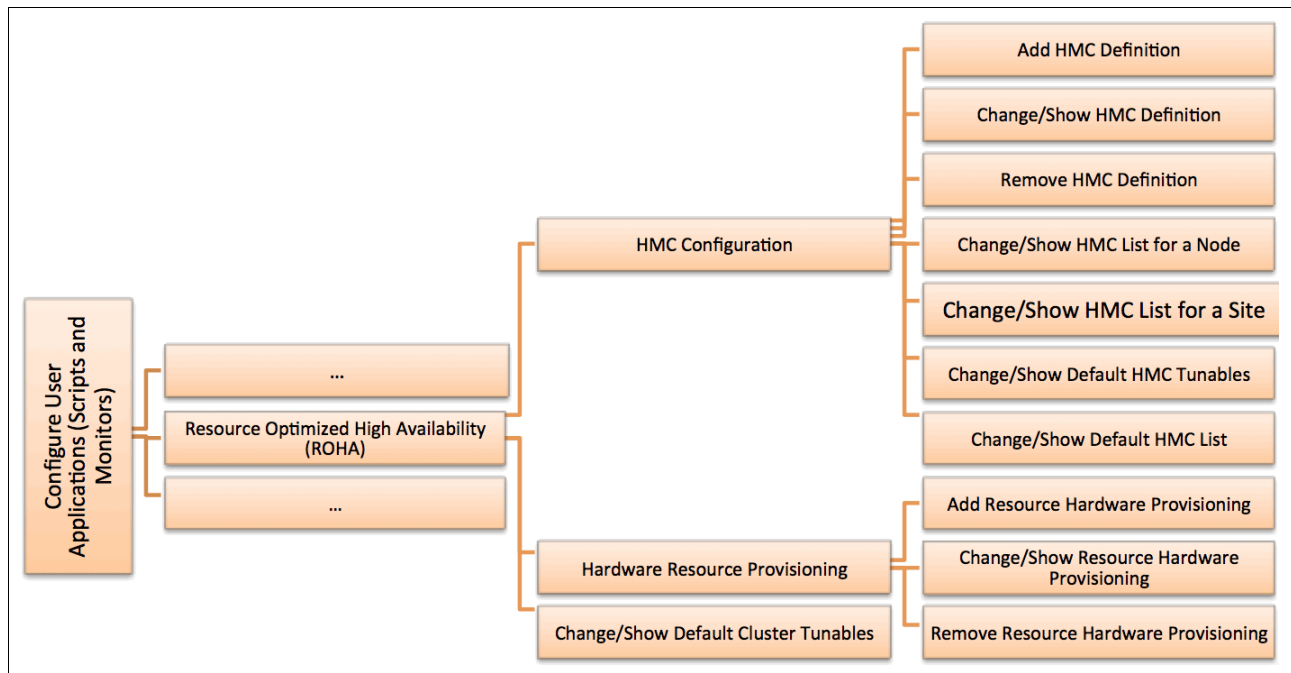 Configure User
Applications (Scripts and
Monitors)
...
Resource Optimized High Availability
(ROHA)
...
HMC Configuration
Hardware Resource Provisioning
Change/Show Default Cluster Tunables
Add HMC Definition
Change/Show HMC Definition
Remove HMC Definition
Change/Show HMC List for a Node
Change/Show HMC List for a Site
Change/Show Default HMC Tunables
Change/Show Default HMC List
Add Resource Hardware Provisioning
Change/Show Resource Hardware
Provisioning
Remove Resource Hardware Provisioning